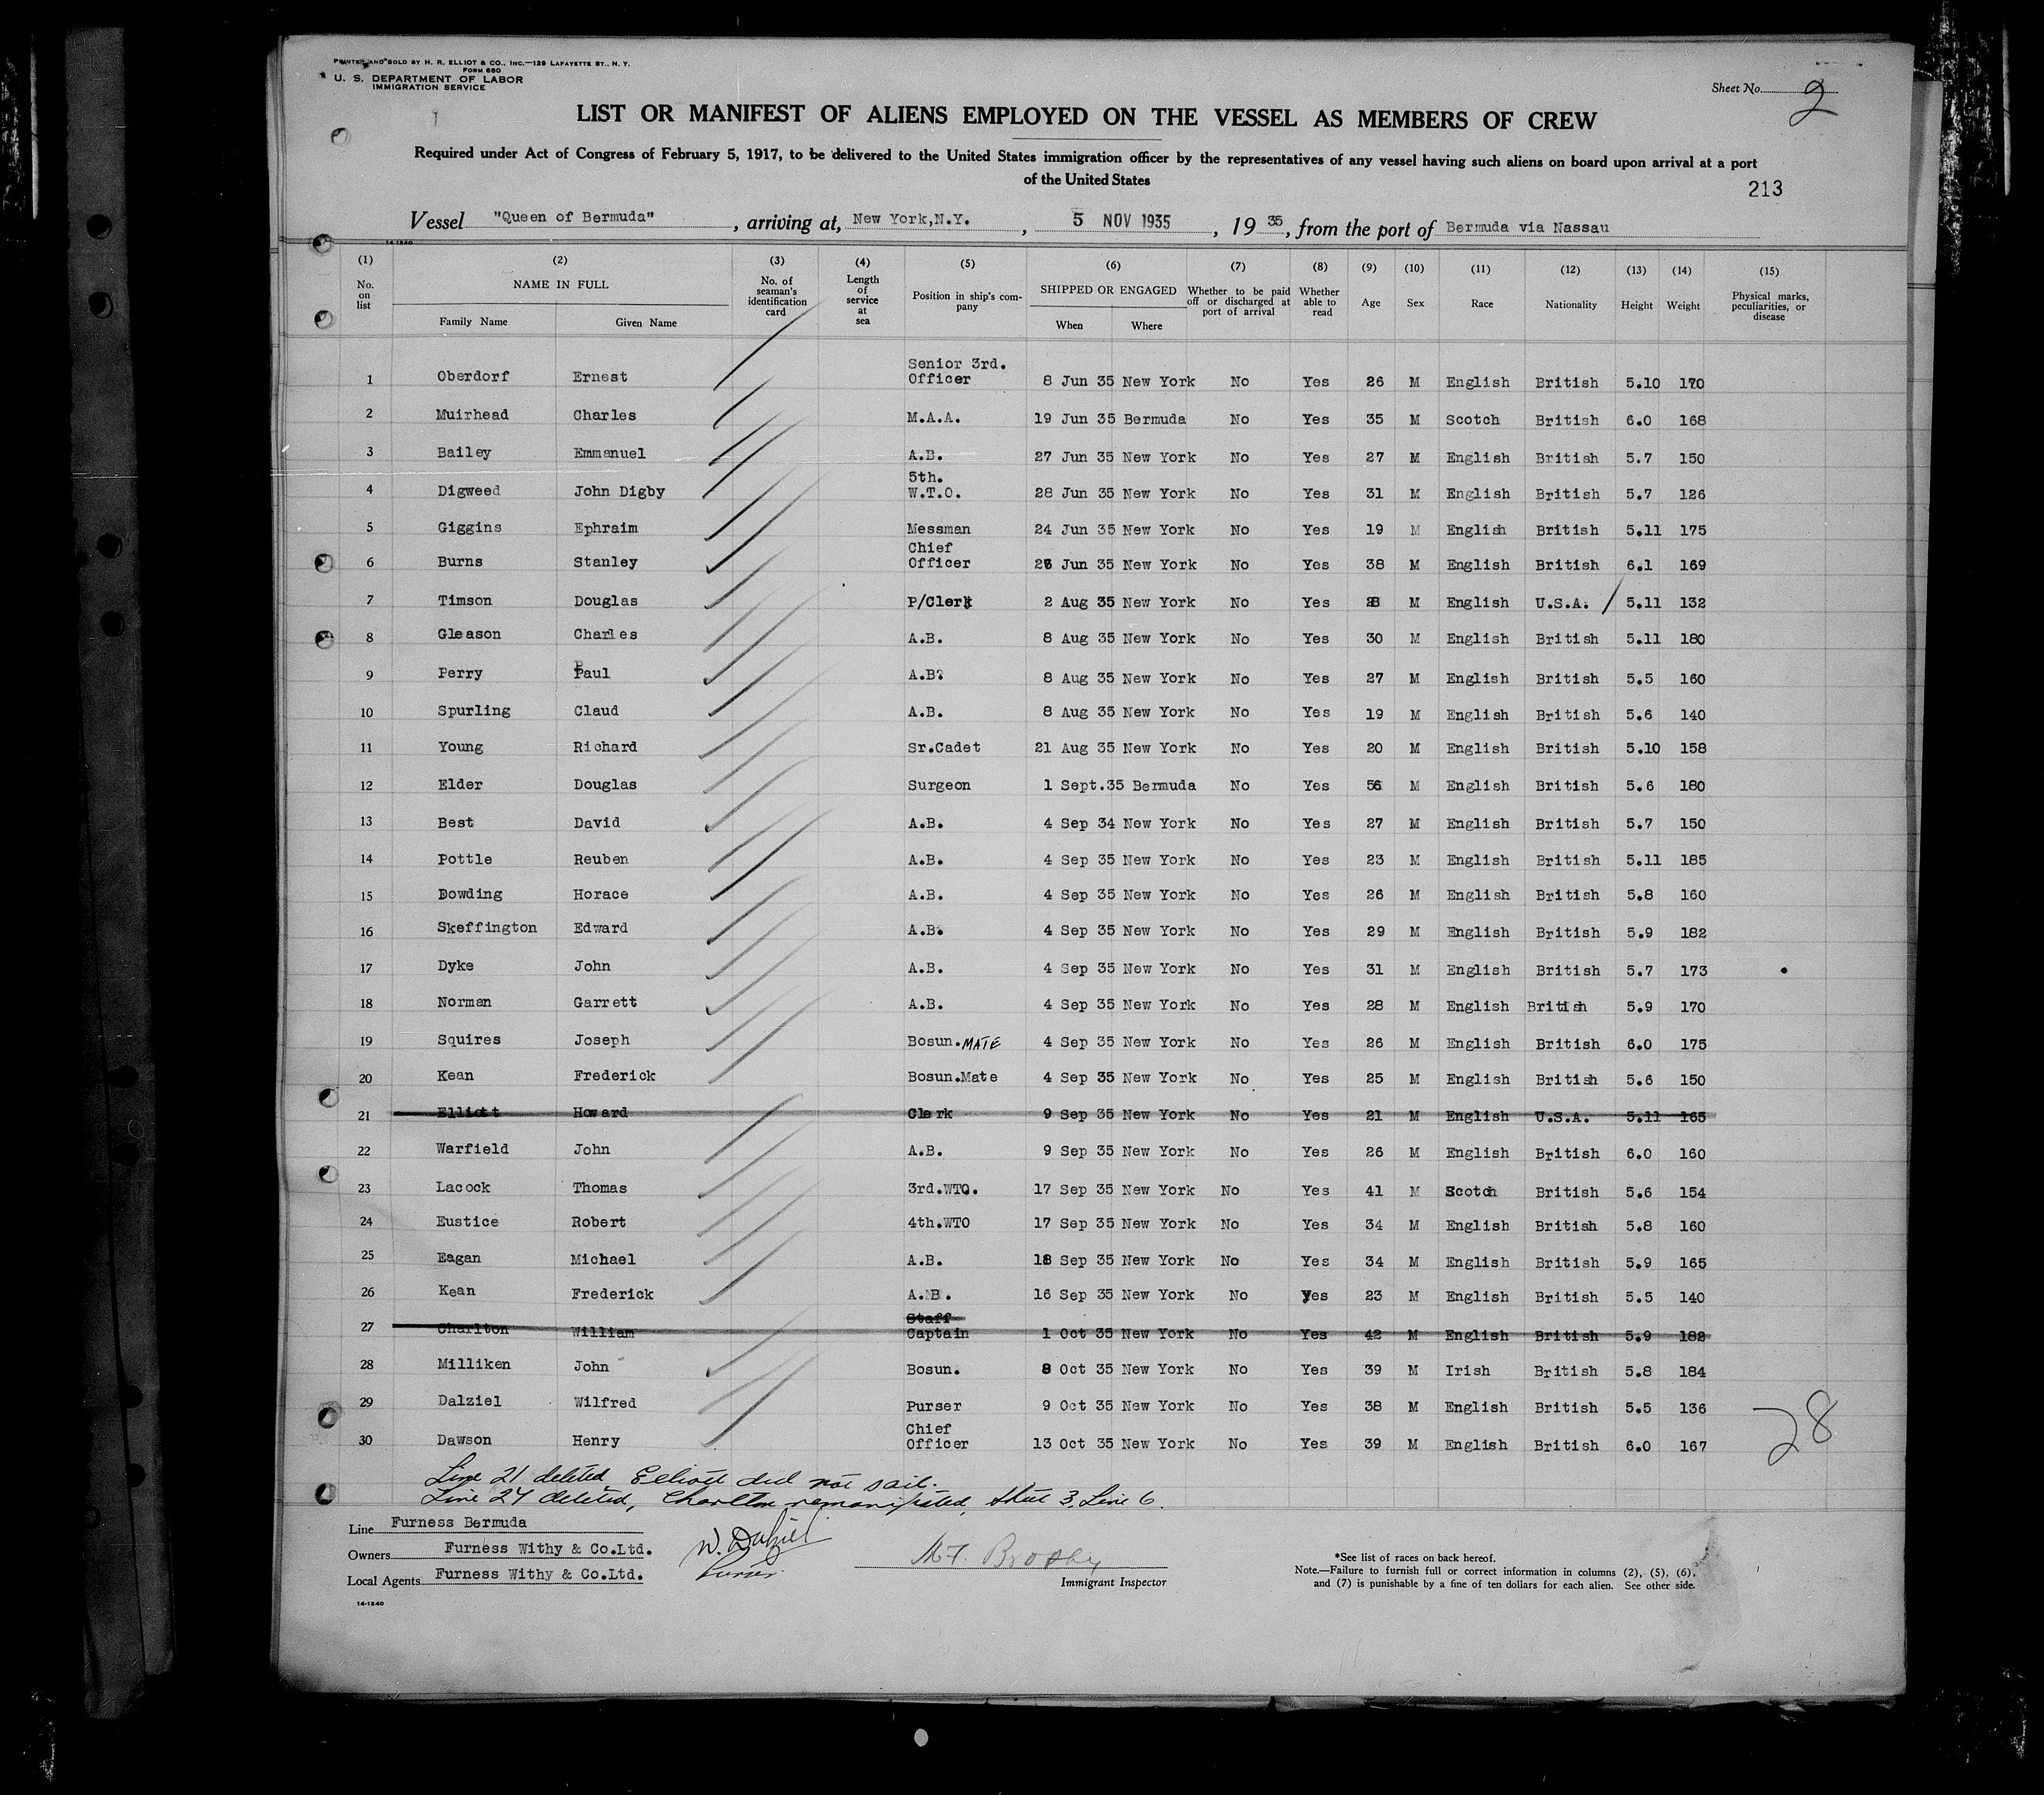 PRINTED AND SOLD BY H. R. ELLIOT & CO., INC.—129 LAFAYETTE ST., N. Y.
FORM 680
U. S. DEPARTMENT OF LABOR
IMMIGRATION SERVICE
Sheet No. 2
LIST OR MANIFEST OF ALIENS EMPLOYED ON THE VESSEL AS MEMBERS OF CREW
Required under Act of Congress of February 5, 1917, to be delivered to the United States immigration officer by the representatives of any vessel having such aliens on board upon arrival at a port
of the United States
213
Vessel "Queen of Bermuda", arriving at, New York,N.Y., 5 NOV 1935, 19 35, from the port of Bermuda via Nassau
14-1240
(1) No. on list
(2) NAME IN FULL Family Name Given Name
(3) No. of seaman's identification card
(4) Length of service at sea
(5) Position in ship's company
(6) SHIPPED OR ENGAGED When Where
(7) Whether to be paid off or discharged at port of arrival
(8) Whether able to read
(9) Age
(10) Sex
(11) Race
(12) Nationality
(13) Height
(14) Weight
(15) Physical marks, peculiarities, or disease
1 Oberdorf Ernest Senior 3rd. Officer 8 Jun 35 New York No Yes 26 M English British 5.10 170
2 Muirhead Charles M.A.A. 19 Jun 35 Bermuda No Yes 35 M Scotch British 6.0 168
3 Bailey Emmanuel A.B. 27 Jun 35 New York No Yes 27 M English British 5.7 150
4 Digweed John Digby 5th. W.T.O. 28 Jun 35 New York No Yes 31 M English British 5.7 126
5 Giggins Ephraim Messman 24 Jun 35 New York No Yes 19 M English British 5.11 175
6 Burns Stanley Chief Officer Jun 35 New York No Yes 38 M English British 6.1 169
7 Timson Douglas P/Clerk 2 Aug 35 New York No Yes M English U.S.A. / 5.11 132
8 Gleason Charles A.B. 8 Aug 35 New York No Yes 30 M English British 5.11 180
9 Perry Paul A.B. 8 Aug 35 New York No Yes 27 M English British 5.5 160
10 Spurling Claud A.B. 8 Aug 35 New York No Yes 19 M English British 5.6 140
11 Young Richard Sr.Cadet 21 Aug 35 New York No Yes 20 M English British 5.10 158
12 Elder Douglas Surgeon 1 Sept.35 Bermuda No Yes 56 M English British 5.6 180
13 Best David A.B. 4 Sep 34 New York No Yes 27 M English British 5.7 150
14 Pottle Reuben A.B. 4 Sep 35 New York No Yes 23 M English British 5.11 185
15 Dowding Horace A.B. 4 Sep 35 New York No Yes 26 M English British 5.8 160
16 Skeffington Edward A.B. 4 Sep 35 New York No Yes 29 M English British 5.9 182
17 Dyke John A.B. 4 Sep 35 New York No Yes 31 M English British 5.7 173
18 Norman Garrett A.B. 4 Sep 35 New York No Yes 28 M English British 5.9 170
19 Squires Joseph Bosun.MATE 4 Sep 35 New York No Yes 26 M English British 6.0 175
20 Kean Frederick Bosun.Mate 4 Sep 35 New York No Yes 25 M English British 5.6 150
21 Elliott Howard Clerk 9 Sep 35 New York No Yes 21 M English U.S.A. 5.11 165
22 Warfield John A.B. 9 Sep 35 New York No Yes 26 M English British 6.0 160
23 Lacock Thomas 3rd.WTO. 17 Sep 35 New York No Yes 41 M Scotch British 5.6 154
24 Eustice Robert 4th.WTO 17 Sep 35 New York No Yes 34 M English British 5.8 160
25 Eagan Michael A.B. 18 Sep 35 New York No Yes 34 M English British 5.9 165
26 Kean Frederick A.B. 16 Sep 35 New York No Yes 23 M English British 5.5 140
27 Charlton William Staff Captain 1 Oct 35 New York No Yes 42 M English British 5.9 182
28 Milliken John Bosun. 8 Oct 35 New York No Yes 39 M Irish British 5.8 184
29 Dalziel Wilfred Purser 9 Oct 35 New York No Yes 38 M English British 5.5 136
30 Dawson Henry Chief Officer 13 Oct 35 New York No Yes 39 M English British 6.0 167
28
Line 21 deleted Elliott did not sail.
Line 27 deleted, Charlton remanifested, sheet 3, Line 6.
Line Furness Bermuda
Owners Furness Withy & Co.Ltd.
Local Agents Furness Withy & Co.Ltd.
14-1240
W. Dalziel
Purser.
Immigrant Inspector
*See list of races on back hereof.
Note.—Failure to furnish full or correct information in columns (2), (5), (6),
and (7) is punishable by a fine of ten dollars for each alien. See other side.